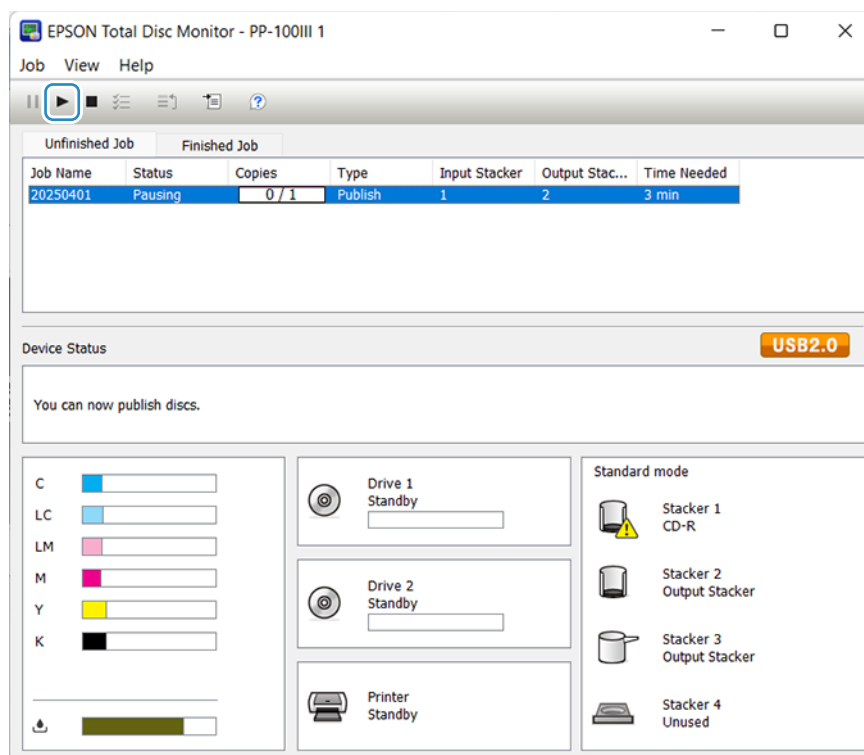 EPSON Total Disc Monitor - PP-100III 1
Job View Help
Unfinished Job Finished Job
Job Name Status Copies Type Input Stacker Output Stac... Time Needed
20250401 Pausing 0 / 1 Publish 1 2 3 min
Device Status
USB2.0
You can now publish discs.
C
LC
LM
M
Y
K
Drive 1
Standby
Drive 2
Standby
Printer
Standby
Standard mode
Stacker 1
CD-R
Stacker 2
Output Stacker
Stacker 3
Output Stacker
Stacker 4
Unused